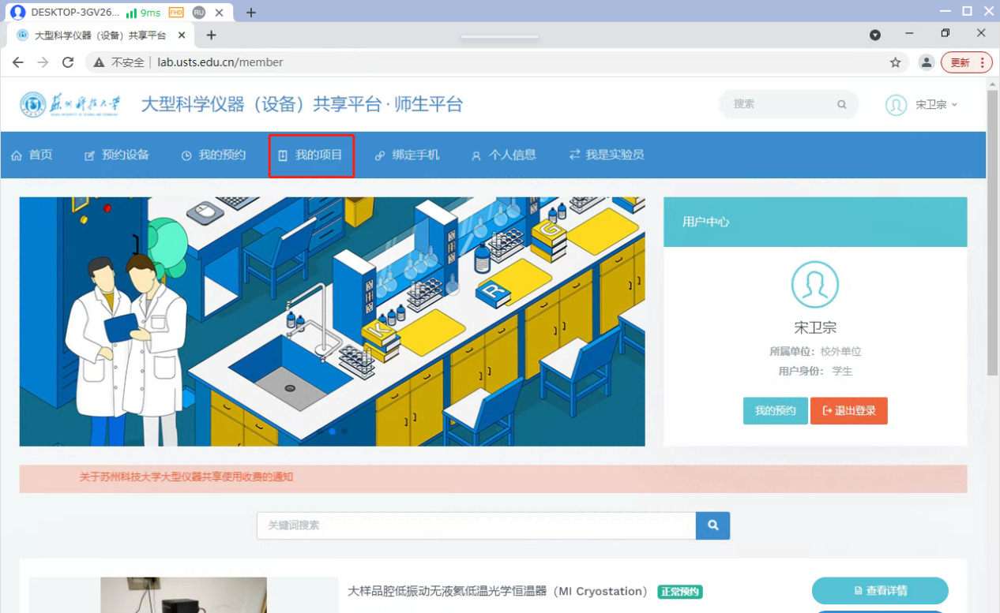 DESKTOP-3GV26... 9ms FHD RU
大型科学仪器（设备）共享平台
不安全 lab.usts.edu.cn/member 更新
苏州科技大学 大型科学仪器（设备）共享平台·师生平台 搜索 宋卫宗
首页 预约设备 我的预约 我的项目 绑定手机 个人信息 我是实验员
用户中心
G
R
K
宋卫宗
所属单位：校外单位
用户身份： 学生
我的预约 退出登录
关于苏州科技大学大型仪器共享使用收费的通知
关键词搜索
大样品腔低振动无液氦低温光学恒温器（MI Cryostation） 正常预约 查看详情